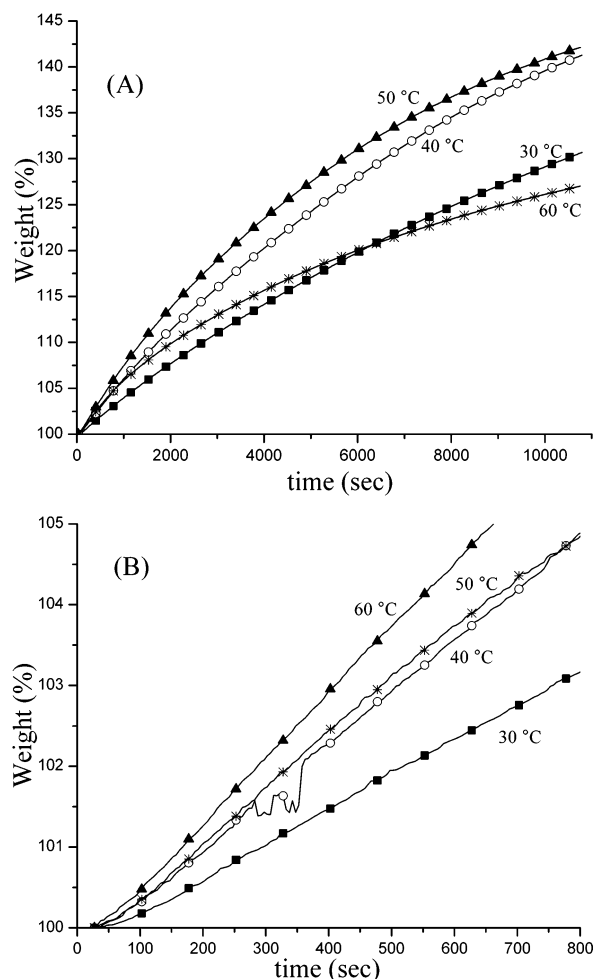 145
140
135
130
125
120
115
110
105
100
Weight (%)
(A)
50 °C
40 °C
30 °C
60 °C
0 2000 4000 6000 8000 10000
time (sec)
105
104
103
102
101
100
Weight (%)
(B)
60 °C
50 °C
40 °C
30 °C
0 100 200 300 400 500 600 700 800
time (sec)